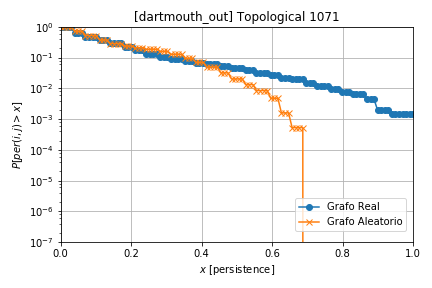 [dartmouth_out] Topological 1071
P[per(i,j) > x]
10^0
10^-1
10^-2
10^-3
10^-4
10^-5
10^-6
10^-7
Grafo Real
Grafo Aleatorio
0.0 0.2 0.4 0.6 0.8 1.0
x [persistence]